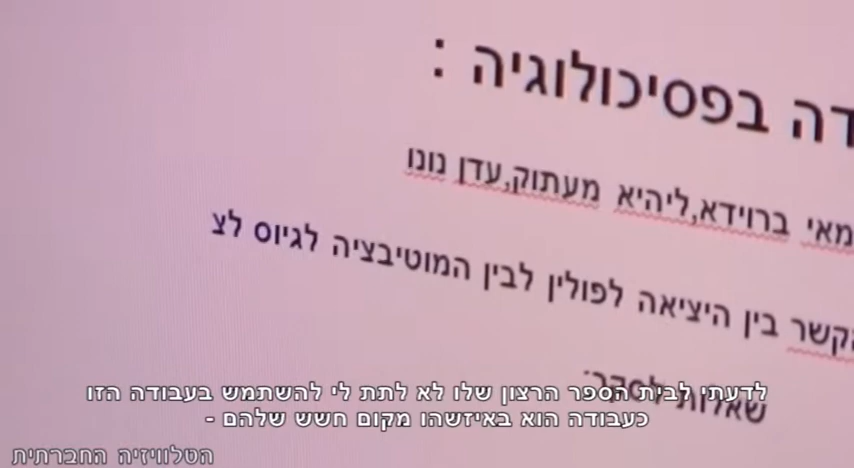 דה בפסיכולוגיה :
מאי ברוידא,ליהיא מעתוק,עדן נונו
הקשר בין היציאה לפולין לבין המוטיבציה לגיוס לצ
שאלות לסקר:
לדעתי לבית הספר הרצון שלו לא לתת לי להשתמש בעבודה הזו
כעבודה הוא באיזשהו מקום חשש שלהם -
הטלוויזיה החברתית